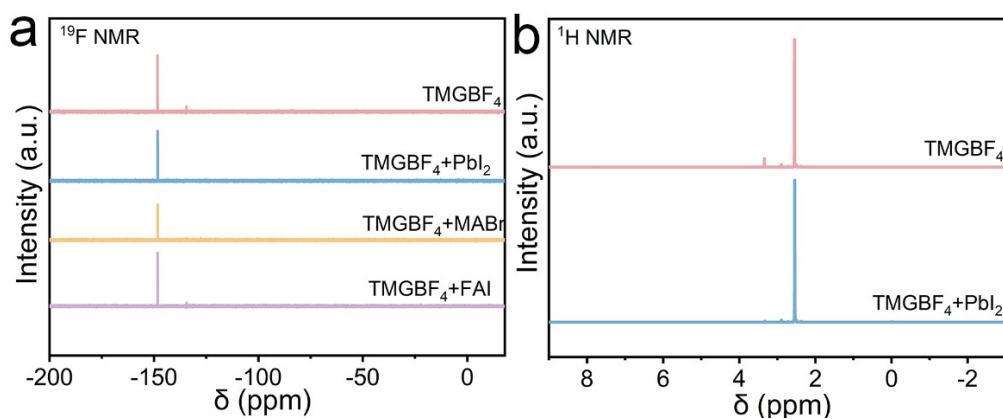 a
¹⁹F NMR
Intensity (a.u.)
TMGBF₄
TMGBF₄+PbI₂
TMGBF₄+MABr
TMGBF₄+FAI
-200 -150 -100 -50 0
δ (ppm)
b
¹H NMR
Intensity (a.u.)
TMGBF₄
TMGBF₄+PbI₂
8 6 4 2 0 -2
δ (ppm)